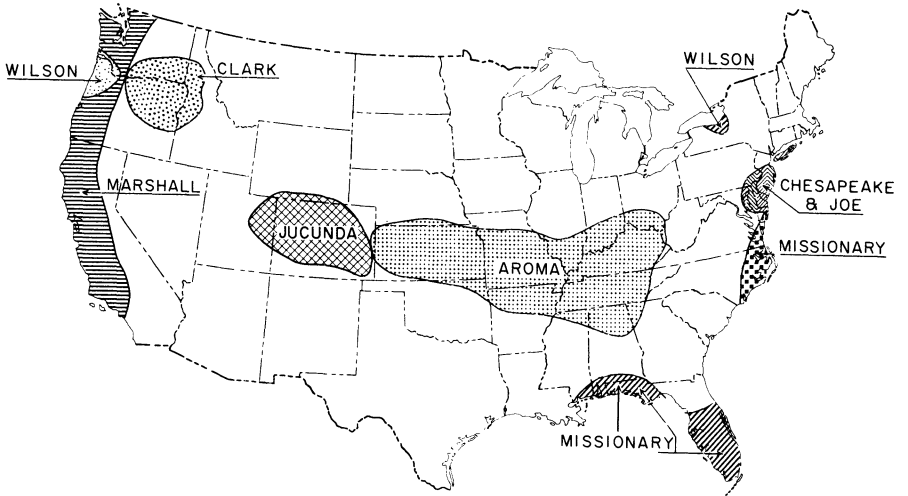 WILSON
WILSON
CLARK
MARSHALL
CHESAPEAKE
& JOE
JUCUNDA
MISSIONARY
AROMA
MISSIONARY